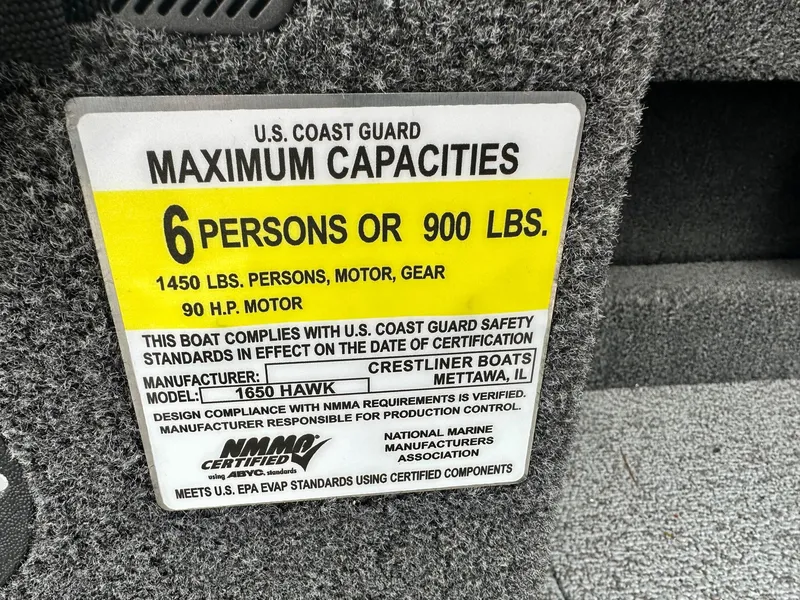 U.S. COAST GUARD
MAXIMUM CAPACITIES
6 PERSONS OR 900 LBS.
1450 LBS. PERSONS, MOTOR, GEAR
90 H.P. MOTOR
THIS BOAT COMPLIES WITH U.S. COAST GUARD SAFETY
STANDARDS IN EFFECT ON THE DATE OF CERTIFICATION
MANUFACTURER: CRESTLINER BOATS
METTAWA, IL
MODEL: 1650 HAWK
DESIGN COMPLIANCE WITH NMMA REQUIREMENTS IS VERIFIED.
MANUFACTURER RESPONSIBLE FOR PRODUCTION CONTROL.
NMMA
CERTIFIED
using ABYC. standards
NATIONAL MARINE
MANUFACTURERS
ASSOCIATION
MEETS U.S. EPA EVAP STANDARDS USING CERTIFIED COMPONENTS